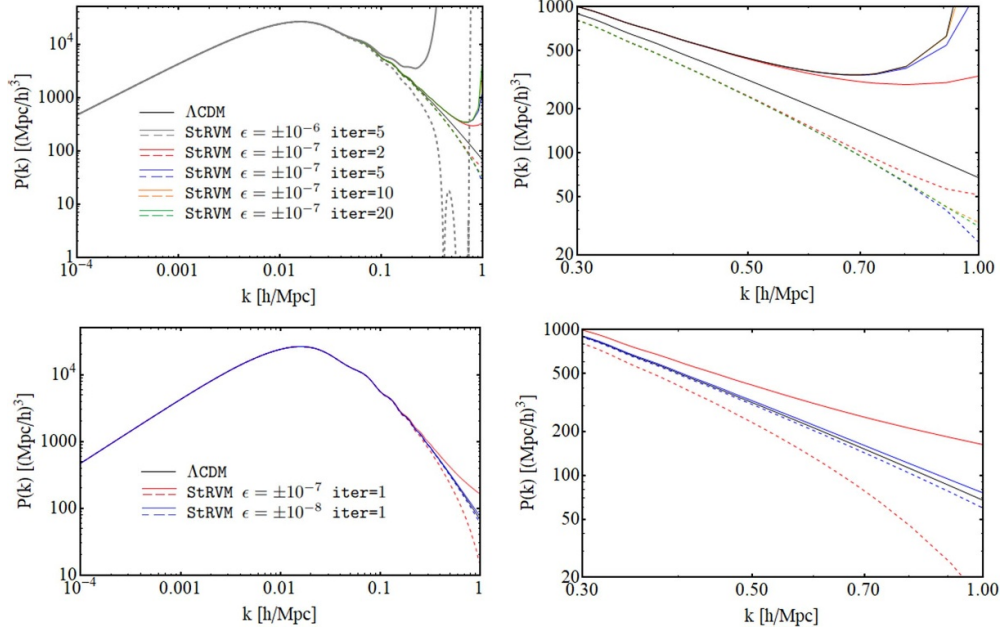 10⁴
1000
100
10
1
P(k) [(Mpc/h)³]
ΛCDM
StRVM ϵ = ±10⁻⁶ iter=5
StRVM ϵ = ±10⁻⁷ iter=2
StRVM ϵ = ±10⁻⁷ iter=5
StRVM ϵ = ±10⁻⁷ iter=10
StRVM ϵ = ±10⁻⁷ iter=20
10⁻⁴ 0.001 0.01 0.1 1
k [h/Mpc]
1000
500
200
100
50
20
P(k) [(Mpc/h)³]
0.30 0.50 0.70 1.00
k [h/Mpc]
10⁴
1000
100
10
P(k) [(Mpc/h)³]
ΛCDM
StRVM ϵ = ±10⁻⁷ iter=1
StRVM ϵ = ±10⁻⁸ iter=1
10⁻⁴ 0.001 0.01 0.1 1
k [h/Mpc]
1000
500
200
100
50
20
P(k) [(Mpc/h)³]
0.30 0.50 0.70 1.00
k [h/Mpc]